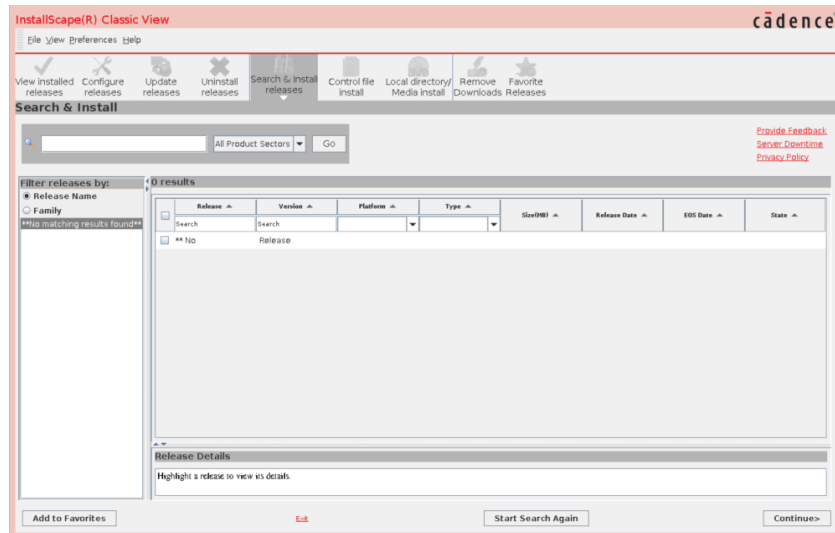 InstallScape(R) Classic View
cādence
File View Preferences Help
View installed releases
Configure releases
Update releases
Uninstall releases
Search & Install releases
Control file install
Local directory/ Media install
Remove Downloads
Favorite Releases
Search & Install
All Product Sectors
Go
Provide Feedback
Server Downtime
Privacy Policy
Filter releases by:
Release Name
Family
**No matching results found**
0 results
Release Version Platform Type Size(MB) Release Date EOS Date State
Search Search
** No Release
Release Details
Highlight a release to view its details.
Add to Favorites Exit Start Search Again Continue>